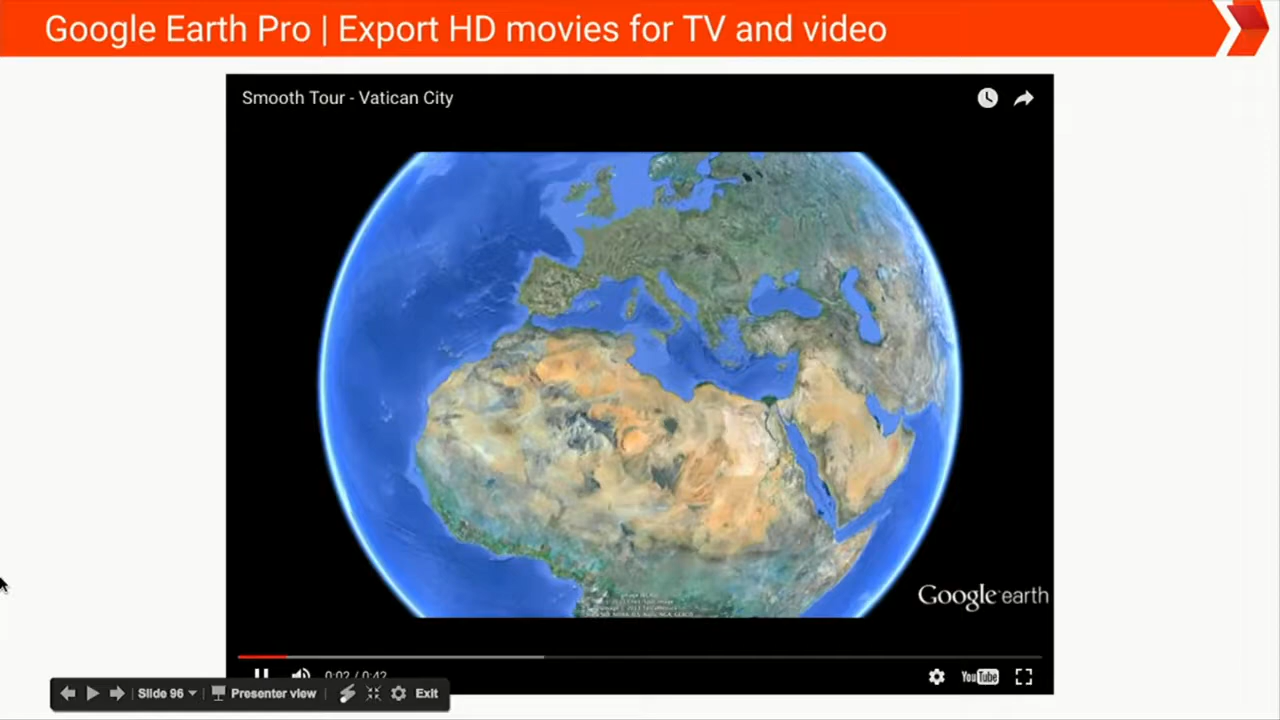 Google Earth Pro | Export HD movies for TV and video
Smooth Tour - Vatican City
Google earth
0:02 / 0:42
YouTube
Slide 96
Presenter view
Exit